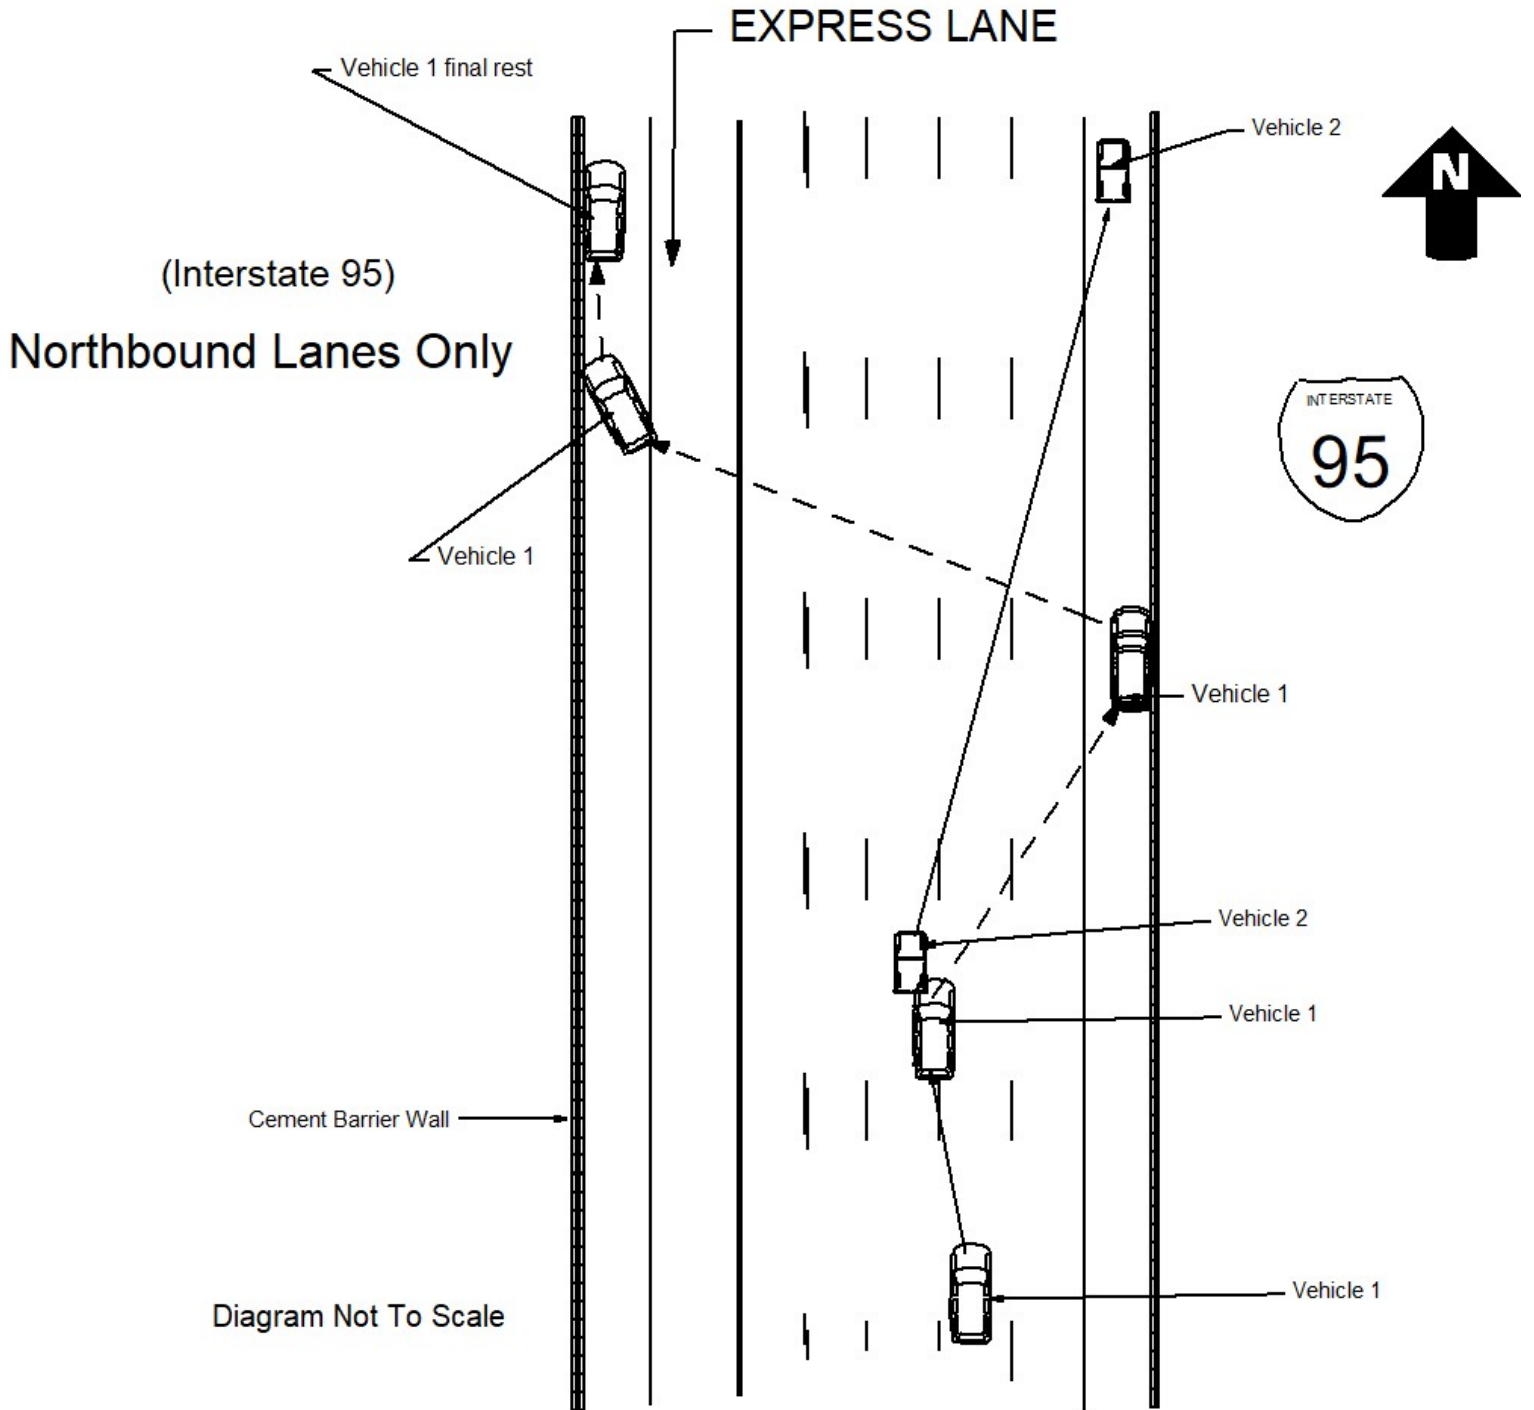 EXPRESS LANE
Vehicle 1 final rest
Vehicle 2
N
(Interstate 95)
Northbound Lanes Only
INTERSTATE
95
Vehicle 1
Vehicle 1
Vehicle 2
Vehicle 1
Cement Barrier Wall
Vehicle 1
Diagram Not To Scale